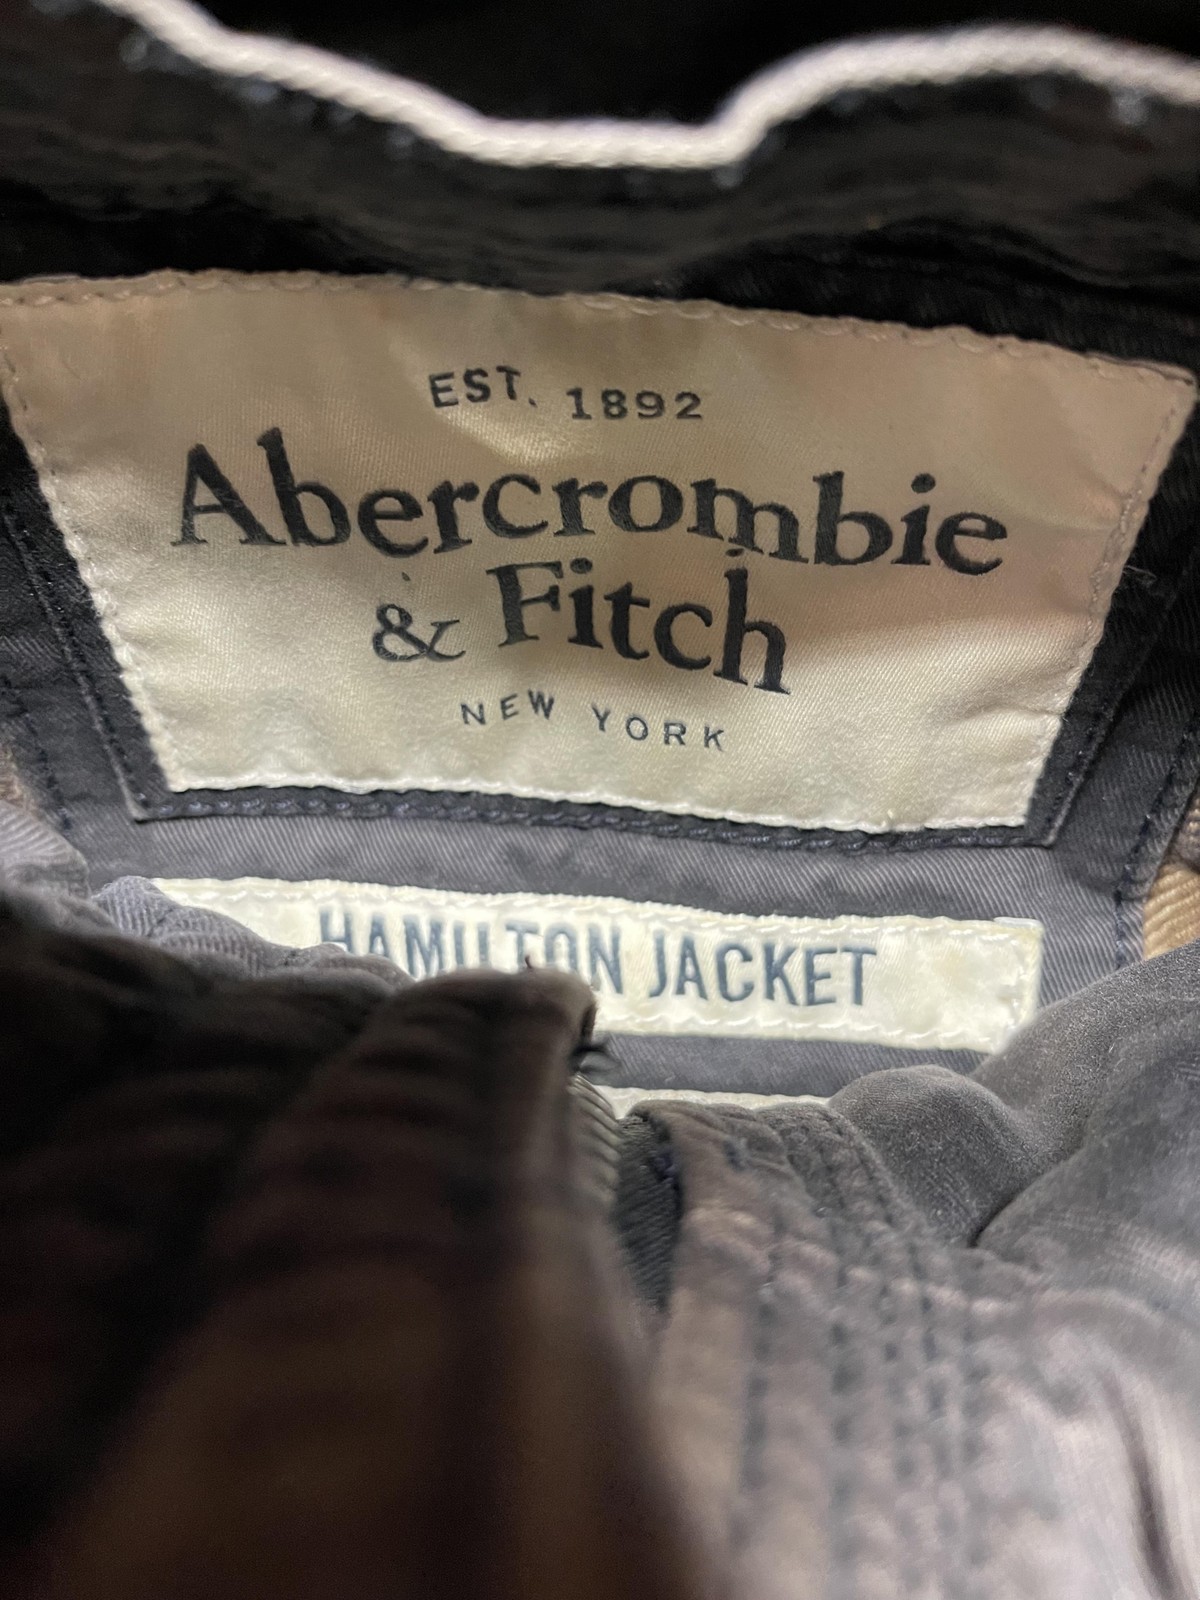 EST. 1892
Abercrombie
& Fitch
NEW YORK
HAMILTON JACKET